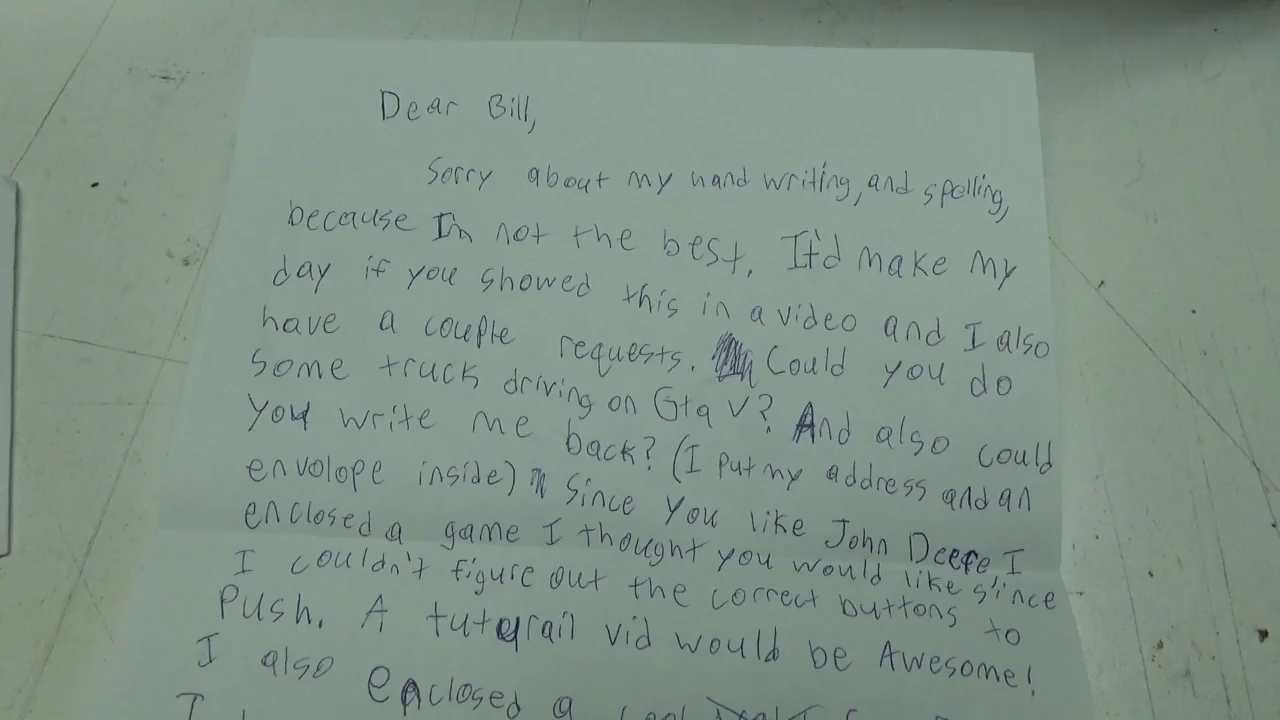 Dear Bill,
Sorry about my hand writing, and spelling,
because I'm not the best. It'd make my
day if you showed this in a video and I also
have a couple requests. Could you do
some truck driving on Gta V? And also could
you write me back? (I put my address and an
envolope inside) Since you like John Deere I
enclosed a game I thought you would like since
I couldn't figure out the correct buttons to
Push. A tutorail vid would be Awesome!
I also enclosed a